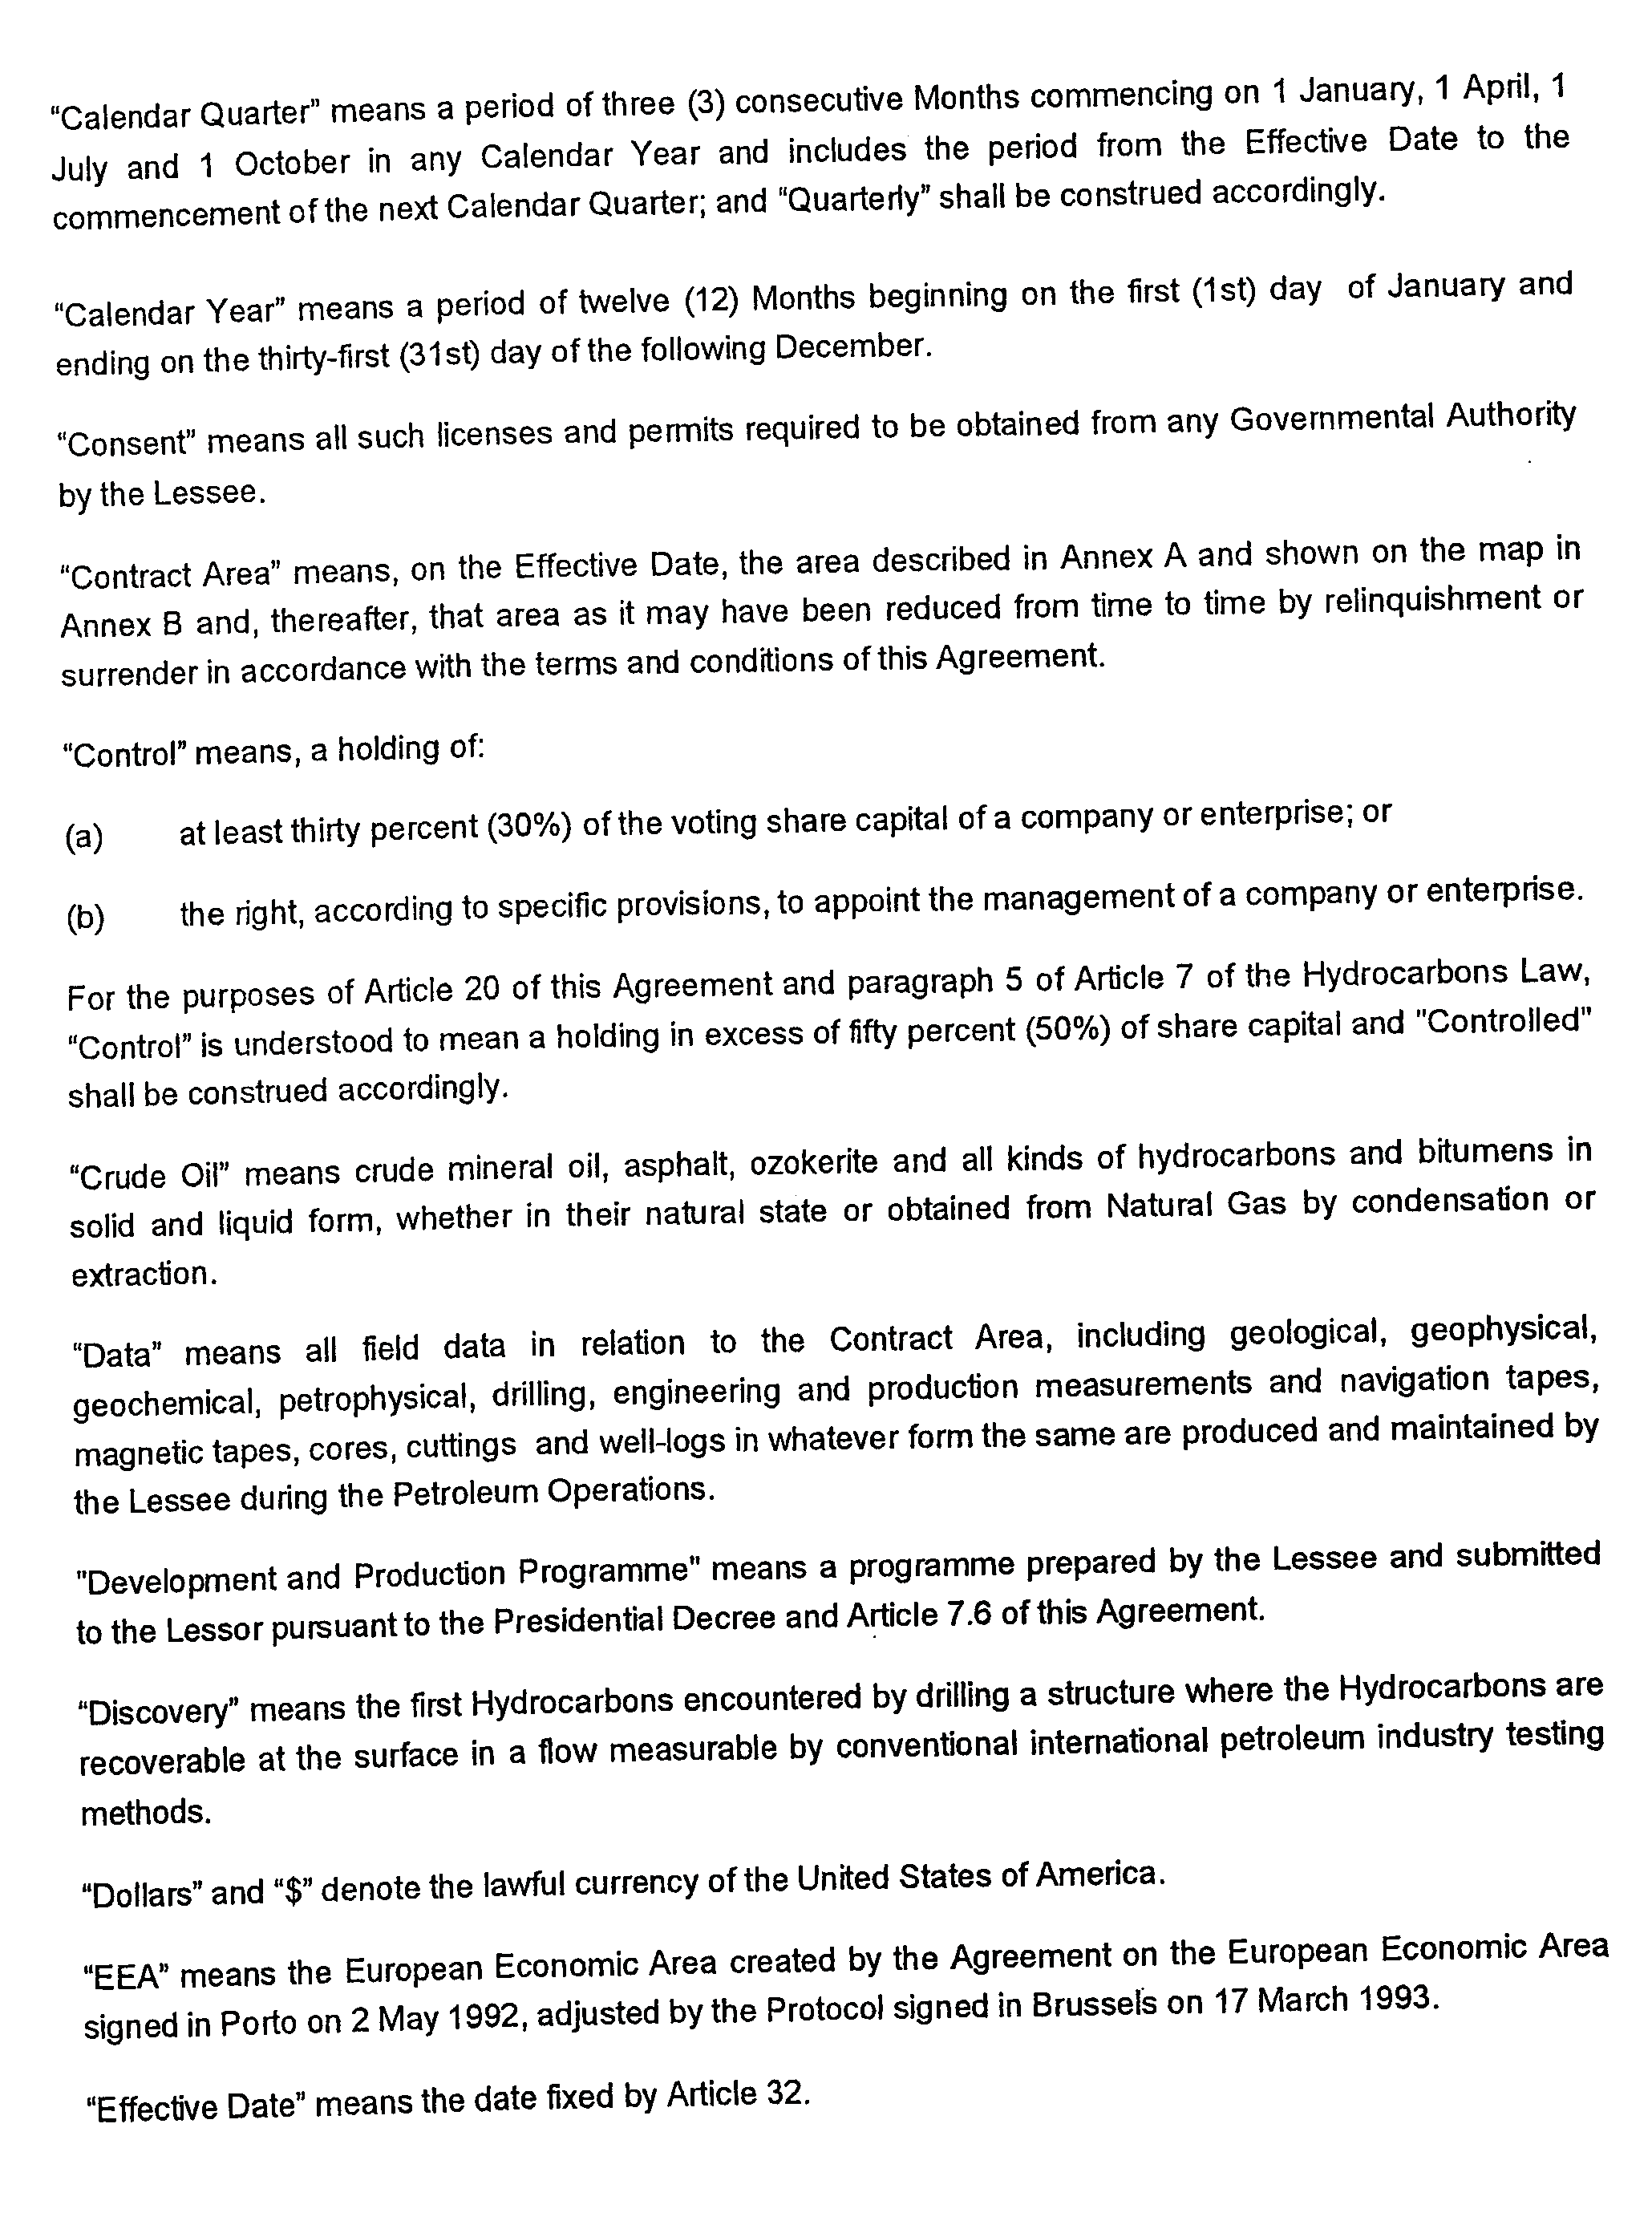 “Calendar Quarter” means a period of three (3) consecutive Months commencing on 1 January, 1 April, 1
July and 1 October in any Calendar Year and includes the period from the Effective Date to the
commencement of the next Calendar Quarter; and “Quarterly” shall be construed accordingly.
“Calendar Year” means a period of twelve (12) Months beginning on the first (1st) day of January and
ending on the thirty-first (31st) day of the following December.
“Consent” means all such licenses and permits required to be obtained from any Governmental Authority
by the Lessee.
“Contract Area” means, on the Effective Date, the area described in Annex A and shown on the map in
Annex B and, thereafter, that area as it may have been reduced from time to time by relinquishment or
surrender in accordance with the terms and conditions of this Agreement.
“Control” means, a holding of:
(a) at least thirty percent (30%) of the voting share capital of a company or enterprise; or
(b) the right, according to specific provisions, to appoint the management of a company or enterprise.
For the purposes of Article 20 of this Agreement and paragraph 5 of Article 7 of the Hydrocarbons Law,
“Control” is understood to mean a holding in excess of fifty percent (50%) of share capital and "Controlled"
shall be construed accordingly.
“Crude Oil” means crude mineral oil, asphalt, ozokerite and all kinds of hydrocarbons and bitumens in
solid and liquid form, whether in their natural state or obtained from Natural Gas by condensation or
extraction.
“Data” means all field data in relation to the Contract Area, including geological, geophysical,
geochemical, petrophysical, drilling, engineering and production measurements and navigation tapes,
magnetic tapes, cores, cuttings and well-logs in whatever form the same are produced and maintained by
the Lessee during the Petroleum Operations.
"Development and Production Programme" means a programme prepared by the Lessee and submitted
to the Lessor pursuant to the Presidential Decree and Article 7.6 of this Agreement.
“Discovery” means the first Hydrocarbons encountered by drilling a structure where the Hydrocarbons are
recoverable at the surface in a flow measurable by conventional international petroleum industry testing
methods.
“Dollars” and “$” denote the lawful currency of the United States of America.
“EEA” means the European Economic Area created by the Agreement on the European Economic Area
signed in Porto on 2 May 1992, adjusted by the Protocol signed in Brussels on 17 March 1993.
“Effective Date” means the date fixed by Article 32.